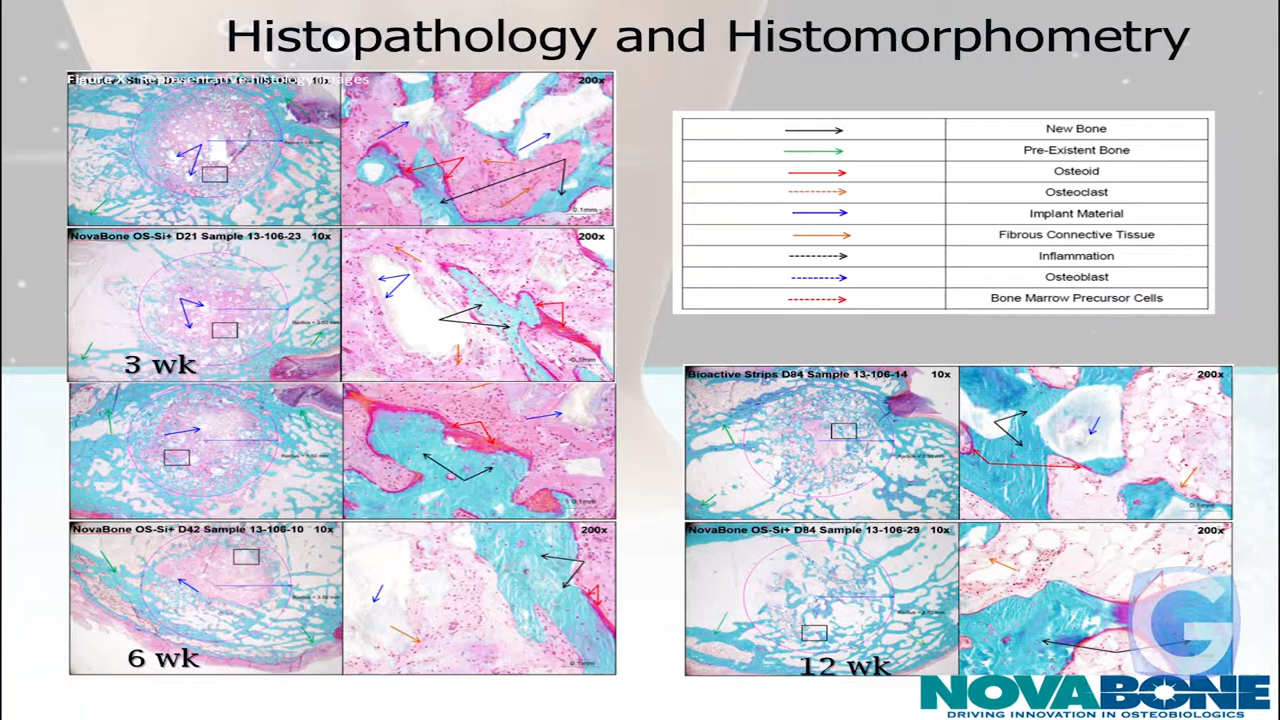 Histopathology and Histomorphometry
10x
200x
NovaBone OS-Si+ D21 Sample 13-106-23 10x
200x
3 wk
NovaBone OS-Si+ D42 Sample 13-106-10 10x
200x
6 wk
New Bone
Pre-Existent Bone
Osteoid
Osteoclast
Implant Material
Fibrous Connective Tissue
Inflammation
Osteoblast
Bone Marrow Precursor Cells
Bioactive Strips D84 Sample 13-106-14 10x
200x
NovaBone OS-Si+ D84 Sample 13-106-29 10x
200x
12 wk
G
NOVABONE
DRIVING INNOVATION IN OSTEOBIOLOGICS